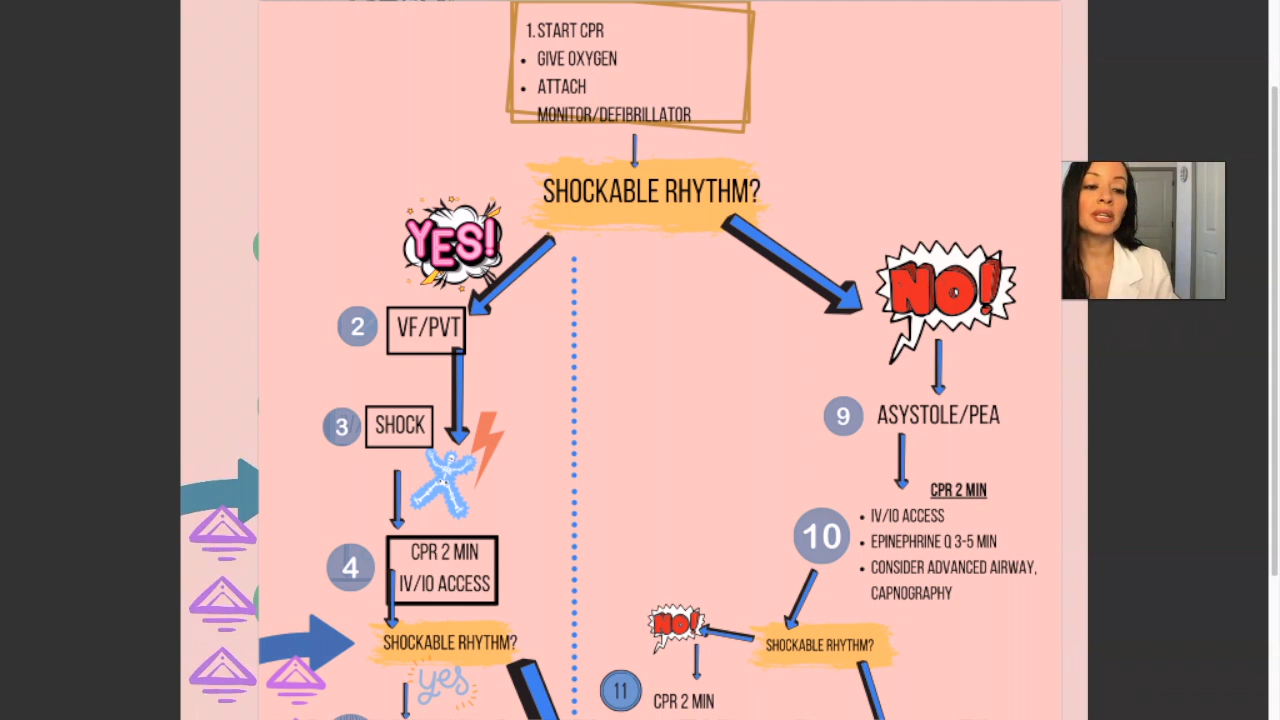 1. START CPR
• GIVE OXYGEN
• ATTACH
MONITOR/DEFIBRILLATOR
SHOCKABLE RHYTHM?
YES!
NO!
2
VF/PVT
3
SHOCK
4
CPR 2 MIN
IV/IO ACCESS
SHOCKABLE RHYTHM?
yes
9
ASYSTOLE/PEA
10
CPR 2 MIN
• IV/IO ACCESS
• EPINEPHRINE Q 3-5 MIN
• CONSIDER ADVANCED AIRWAY,
CAPNOGRAPHY
SHOCKABLE RHYTHM?
NO!
11
CPR 2 MIN